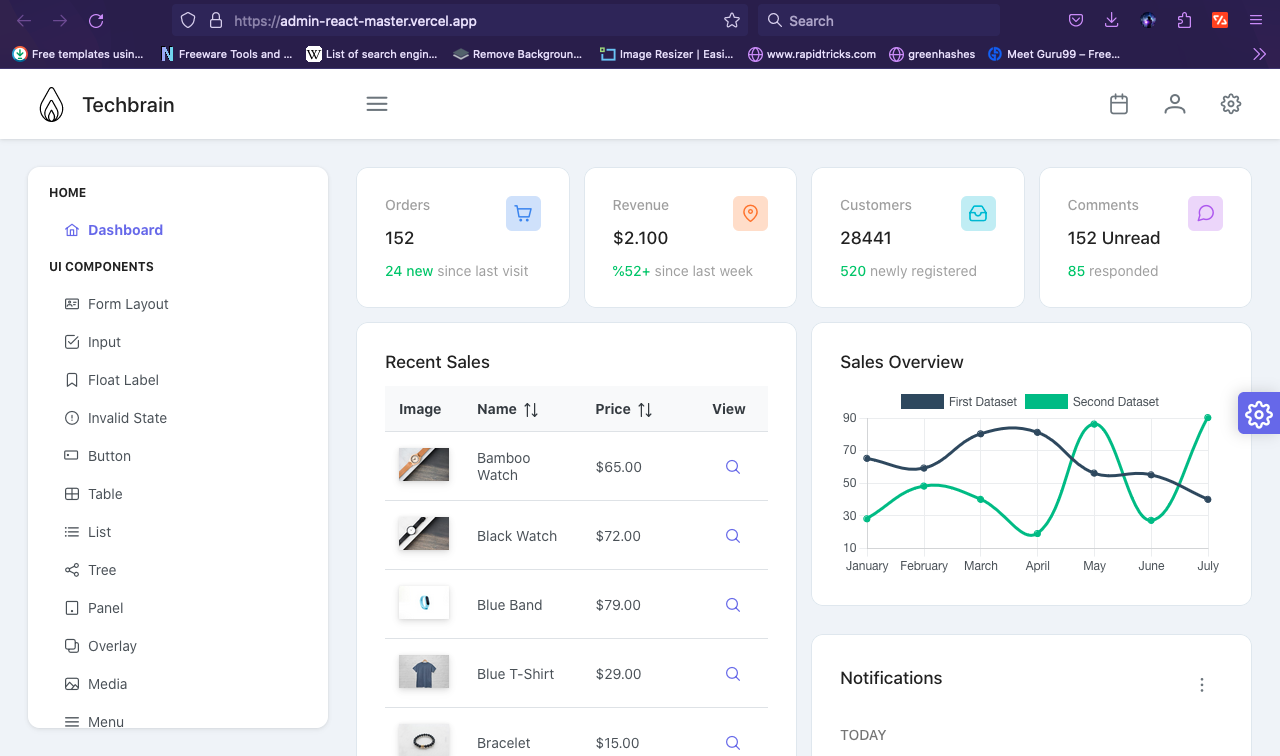 https://admin-react-master.vercel.app
Search
Free templates usin...
Freeware Tools and ...
W List of search engin...
Remove Backgroun...
Image Resizer | Easi...
www.rapidtricks.com
greenhashes
Meet Guru99 – Free...
Techbrain
HOME
Dashboard
UI COMPONENTS
Form Layout
Input
Float Label
Invalid State
Button
Table
List
Tree
Panel
Overlay
Media
Menu
Orders
152
24 new since last visit
Revenue
$2.100
%52+ since last week
Customers
28441
520 newly registered
Comments
152 Unread
85 responded
Recent Sales
Image Name Price View
Bamboo
Watch
$65.00
Black Watch $72.00
Blue Band $79.00
Blue T-Shirt $29.00
Bracelet $15.00
Sales Overview
First Dataset Second Dataset
90
70
50
30
10
January February March April May June July
Notifications
TODAY